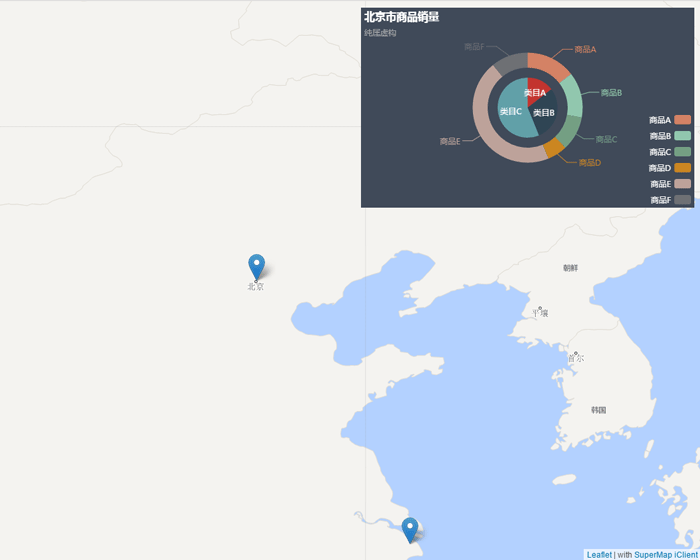 北京市商品销量
纯属虚构
商品F
商品A
类目A
商品B
类目C
类目B
商品E
商品C
商品D
商品A
商品B
商品C
商品D
商品E
商品F
朝鲜
北京
平壤
首尔
韩国
Leaflet | with SuperMap iClient